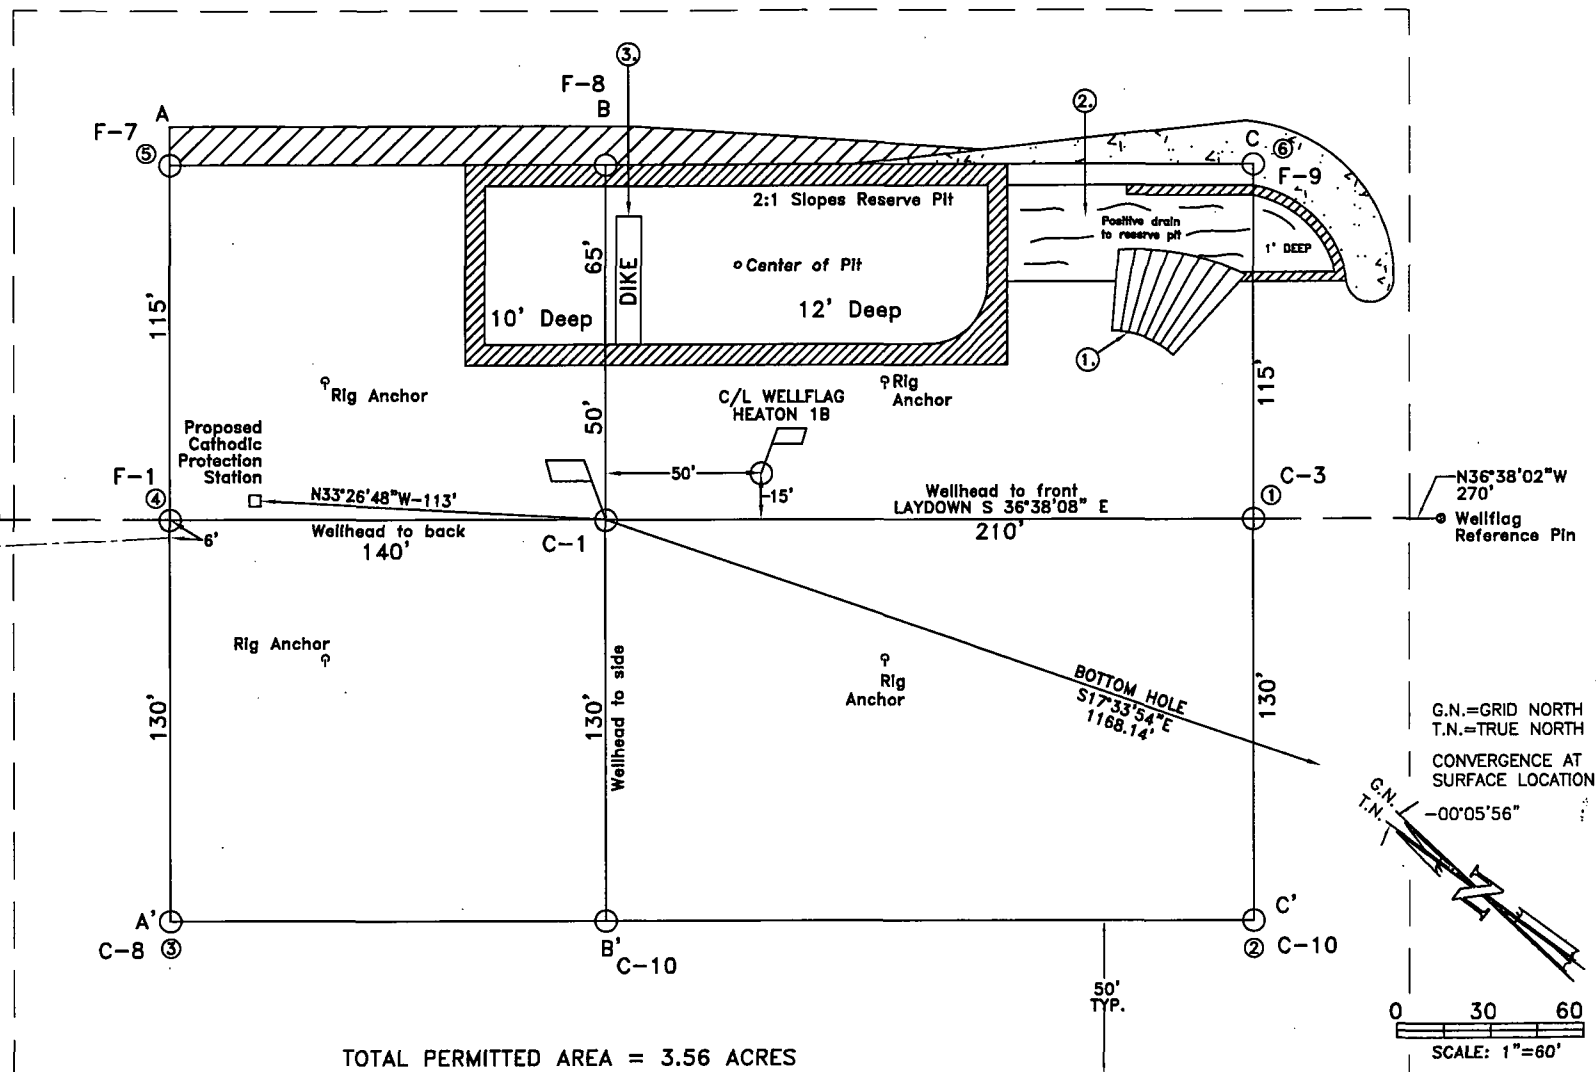 3.
F-8
A
B
2.
F-7
C
5
6
F-9
2:1 Slopes Reserve Pit
Positive drain
to reserve pit
1' DEEP
65'
DIKE
Center of Pit
115'
10' Deep
12' Deep
1.
115'
Rig Anchor
C/L WELLFLAG
HEATON 1B
Rig
Anchor
50'
Proposed
Cathodic
Protection
Station
F-1
4
N33°26'48"W-113'
50'
15'
Wellhead to front
LAYDOWN S 36°38'08" E
210'
C-3
1
N36°38'02"W
270'
Wellflag
Reference Pin
6'
Wellhead to back
140'
C-1
Rig Anchor
Rig
Anchor
130'
130'
Wellhead to side
BOTTOM HOLE
S17°33'54"E
1168.14'
130'
G.N.=GRID NORTH
T.N.=TRUE NORTH
CONVERGENCE AT
SURFACE LOCATION
-00°05'56"
G.N.
T.N.
A'
C-8
3
B'
C-10
C'
2
C-10
50'
TYP.
0 30 60
SCALE: 1"=60'
TOTAL PERMITTED AREA = 3.56 ACRES